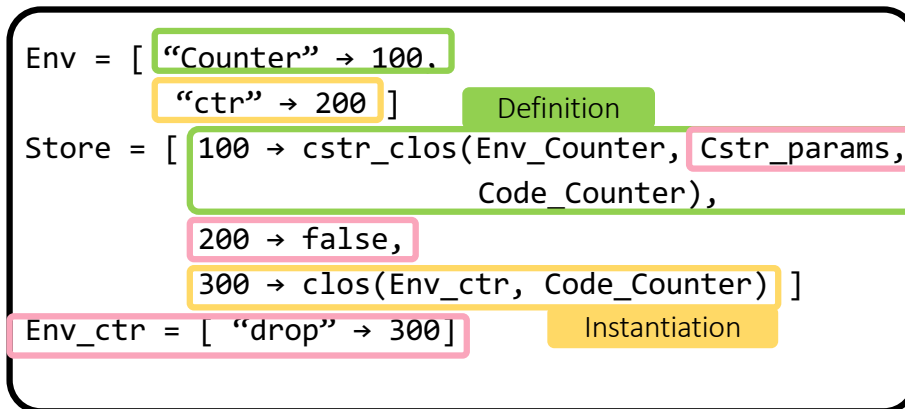 Env = [ “Counter” → 100,
“ctr” → 200 ]
Definition
Store = [ 100 → cstr_clos(Env_Counter, Cstr_params,
Code_Counter),
200 → false,
300 → clos(Env_ctr, Code_Counter) ]
Env_ctr = [ “drop” → 300]
Instantiation